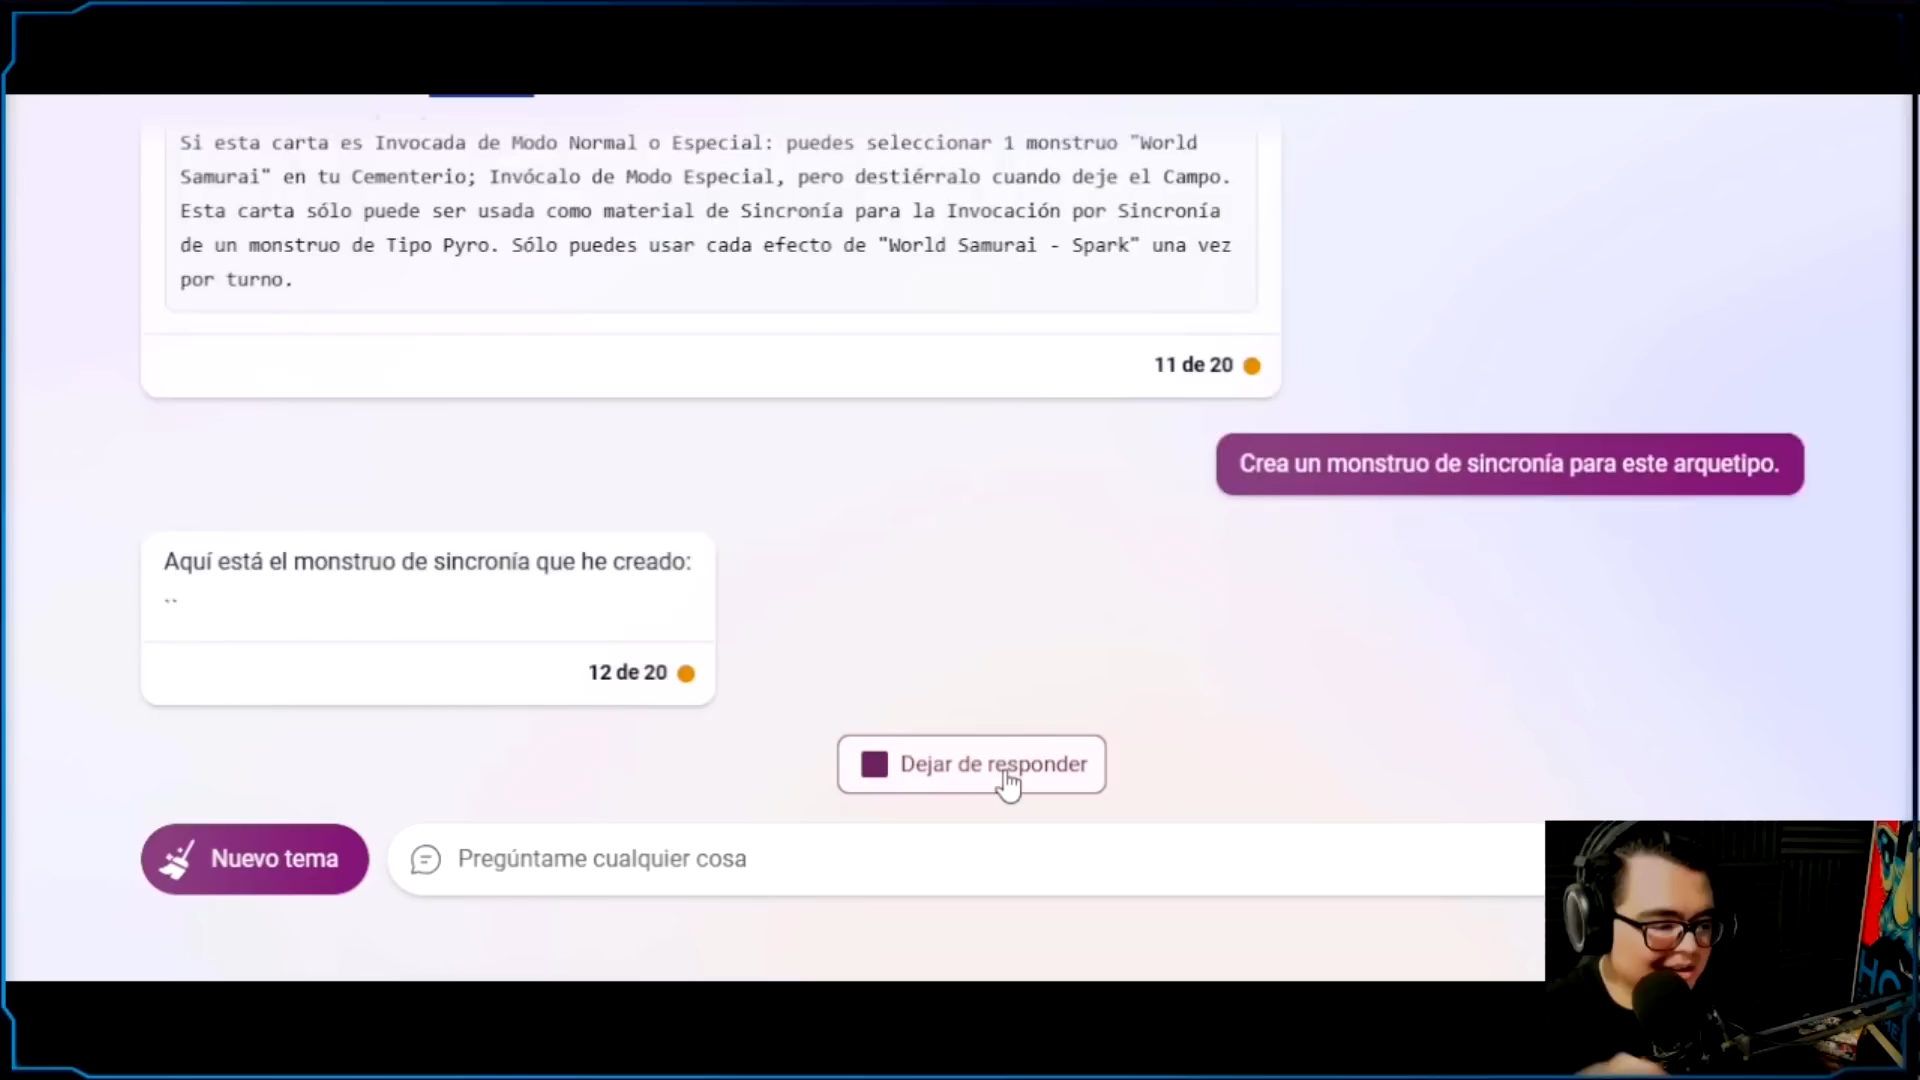 Si esta carta es Invocada de Modo Normal o Especial: puedes seleccionar 1 monstruo "World
Samurai" en tu Cementerio; Invócalo de Modo Especial, pero destiérralo cuando deje el Campo.
Esta carta sólo puede ser usada como material de Sincronía para la Invocación por Sincronía
de un monstruo de Tipo Pyro. Sólo puedes usar cada efecto de "World Samurai - Spark" una vez
por turno.
11 de 20
Crea un monstruo de sincronía para este arquetipo.
Aquí está el monstruo de sincronía que he creado:
``
12 de 20
Dejar de responder
Nuevo tema
Pregúntame cualquier cosa